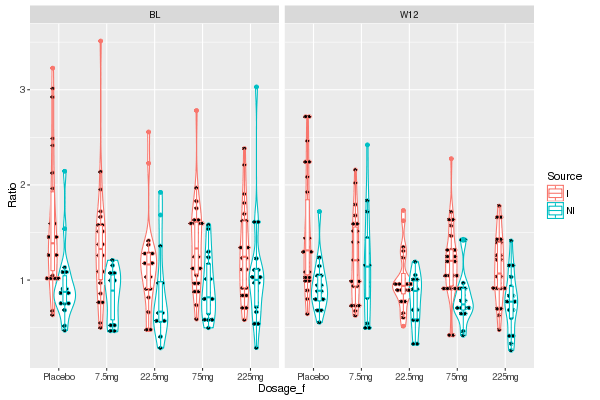 BL W12
Ratio
3
2
1
Placebo 7.5mg 22.5mg 75mg 225mg Placebo 7.5mg 22.5mg 75mg 225mg
Dosage_f
Source
I
NI